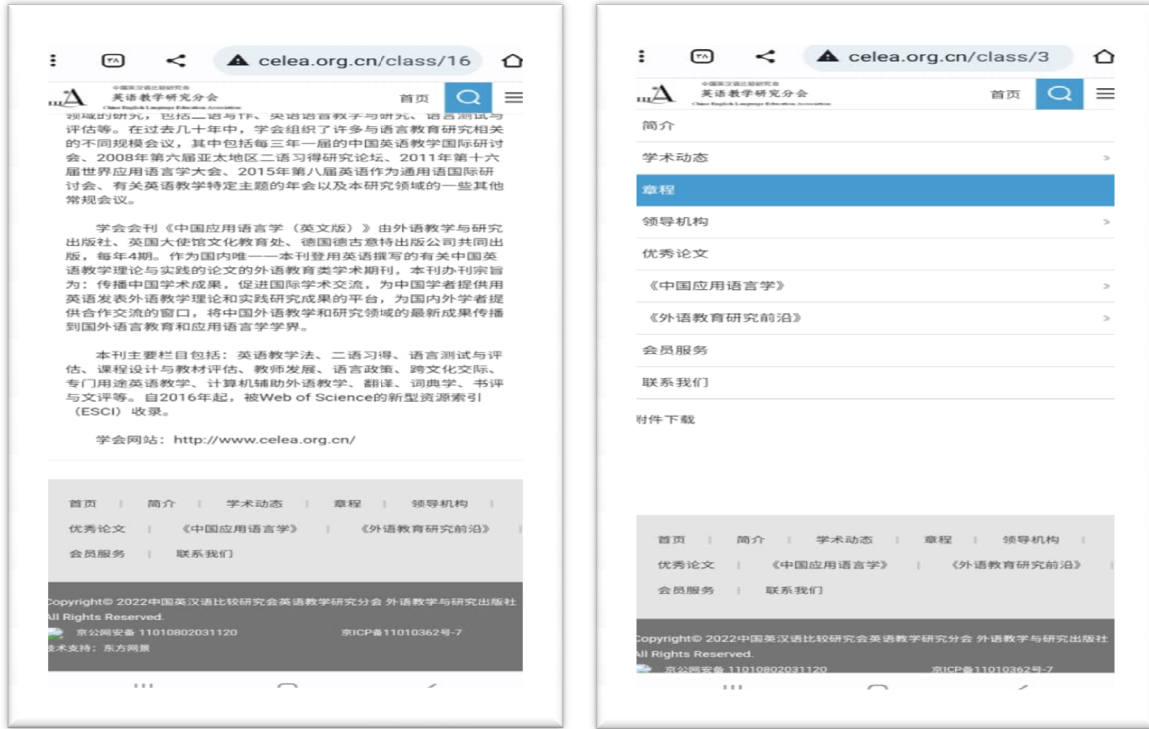 ٣٨
celea.org.cn/class/16
中国英汉语比较研究会
英语教学研究分会
China English Language Education Association
首页
领域的研究，包括二语写作、英语语音教学与研究、语言测试与
评估等。在过去几十年中，学会组织了许多与语言教育研究相关
的不同规模会议，其中包括每三年一届的中国英语教学国际研讨
会、2008年第六届亚太地区二语习得研究论坛、2011年第十六
届世界应用语言学大会、2015年第八届英语作为通用语国际研
讨会、有关英语教学特定主题的年会以及本研究领域的一些其他
常规会议。
学会会刊《中国应用语言学（英文版）》由外语教学与研究
出版社、英国大使馆文化教育处、德国德古意特出版公司共同出
版，每年4期。作为国内唯一一本刊登用英语撰写的有关中国英
语教学理论与实践的论文的外语教育类学术期刊，本刊办刊宗旨
为：传播中国学术成果，促进国际学术交流，为中国学者提供用
英语发表外语教学理论和实践研究成果的平台，为国内外学者提
供合作交流的窗口，将中国外语教学和研究领域的最新成果传播
到国外语言教育和应用语言学学界。
本刊主要栏目包括：英语教学法、二语习得、语言测试与评
估、课程设计与教材评估、教师发展、语言政策、跨文化交际、
专门用途英语教学、计算机辅助外语教学、翻译、词典学、书评
与文评等。自2016年起，被Web of Science的新型资源索引
（ESCI）收录。
学会网站：http://www.celea.org.cn/
首页 | 简介 | 学术动态 | 章程 | 领导机构 |
优秀论文 | 《中国应用语言学》 | 《外语教育研究前沿》 |
会员服务 | 联系我们
Copyright© 2022中国英汉语比较研究会英语教学研究分会 外语教学与研究出版社
All Rights Reserved.
京公网安备 11010802031120 京ICP备11010362号-7
技术支持：东方网景
٢٨
celea.org.cn/class/3
中国英汉语比较研究会
英语教学研究分会
China English Language Education Association
首页
简介
学术动态 >
章程
领导机构 >
优秀论文
《中国应用语言学》 >
《外语教育研究前沿》 >
会员服务
联系我们
附件下载
首页 | 简介 | 学术动态 | 章程 | 领导机构 |
优秀论文 | 《中国应用语言学》 | 《外语教育研究前沿》 |
会员服务 | 联系我们
Copyright© 2022中国英汉语比较研究会英语教学研究分会 外语教学与研究出版社
All Rights Reserved.
京公网安备 11010802031120 京ICP备11010362号-7